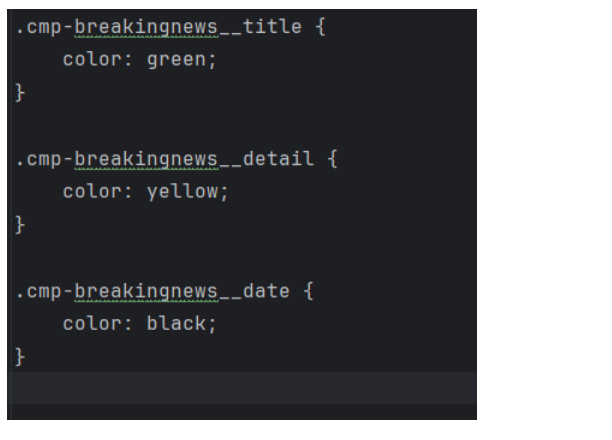 .cmp-breakingnews__title {
    color: green;
}
.cmp-breakingnews__detail {
    color: yellow;
}
.cmp-breakingnews__date {
    color: black;
}